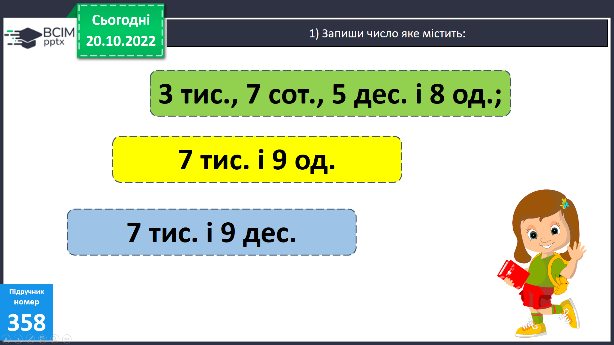 ВСІМ
pptx
Сьогодні
20.10.2022
1) Запиши число яке містить:
3 тис., 7 сот., 5 дес. і 8 од.;
7 тис. і 9 од.
7 тис. і 9 дес.
Підручник
номер
358